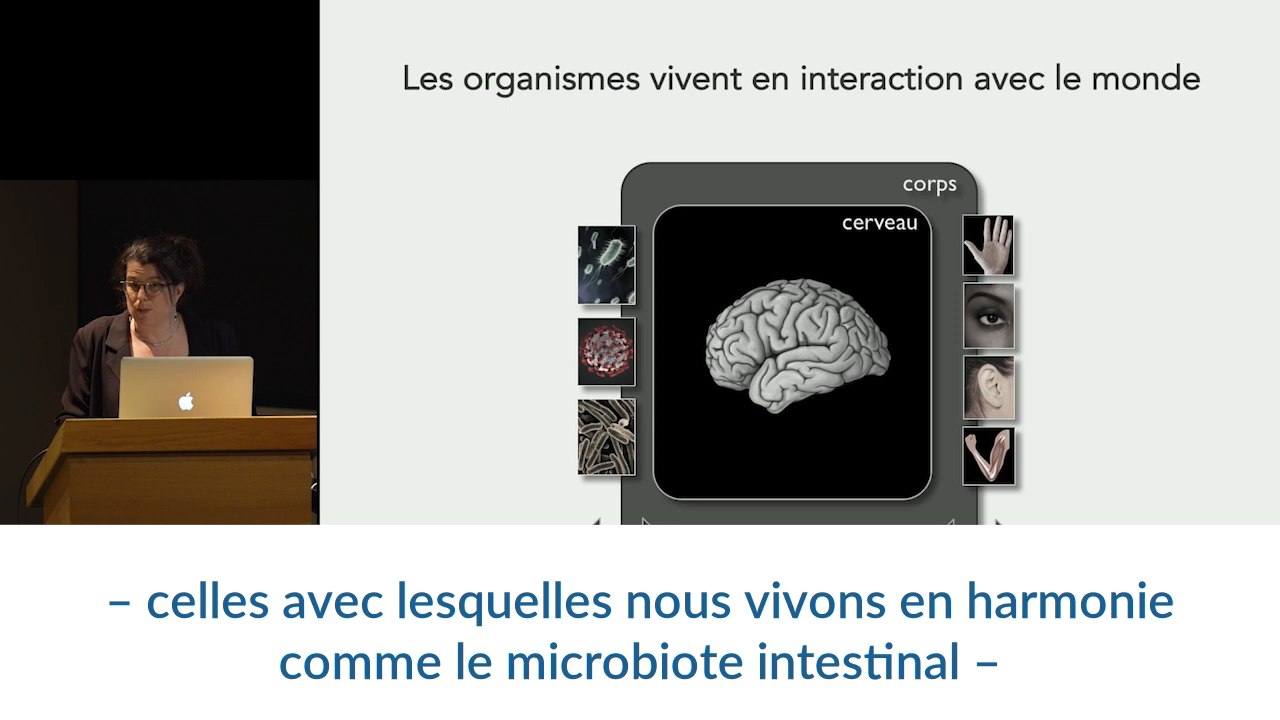 Les organismes vivent en interaction avec le monde
corps
cerveau
– celles avec lesquelles nous vivons en harmonie
comme le microbiote intestinal –